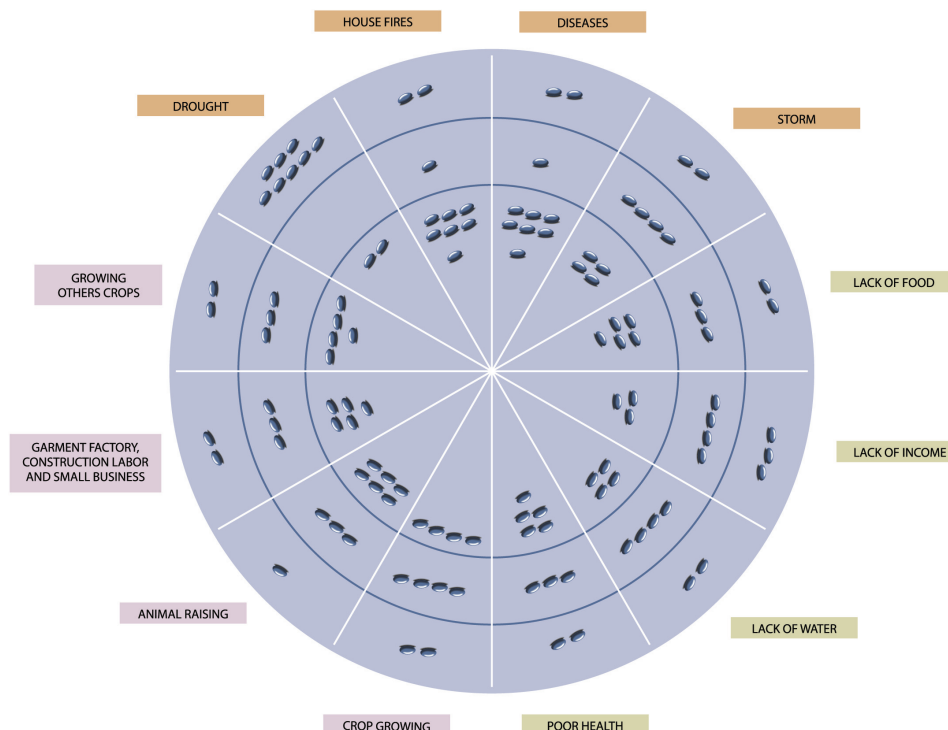 HOUSE FIRES
DISEASES
DROUGHT
STORM
GROWING
OTHERS CROPS
LACK OF FOOD
GARMENT FACTORY,
CONSTRUCTION LABOR
AND SMALL BUSINESS
LACK OF INCOME
ANIMAL RAISING
LACK OF WATER
CROP GROWING
POOR HEALTH